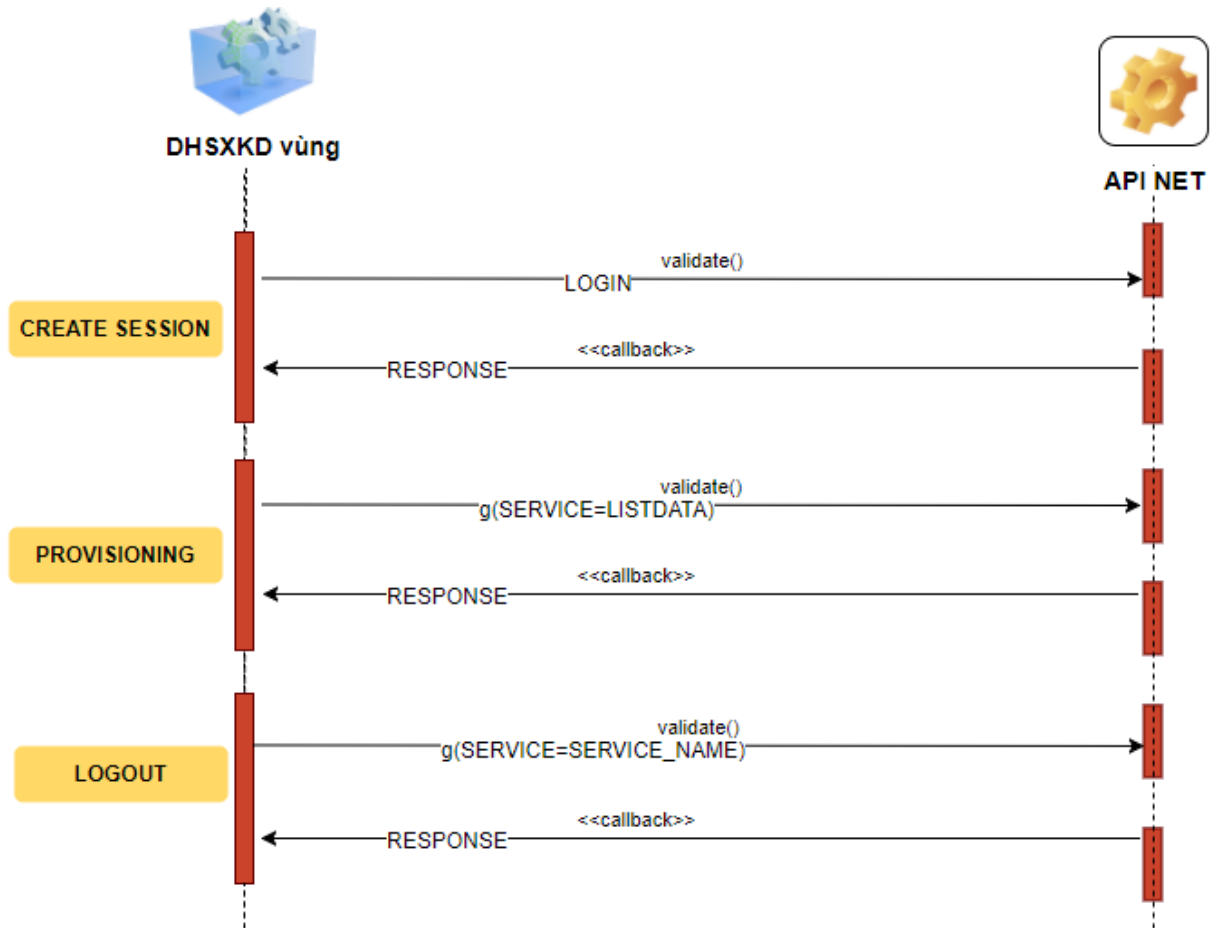 DHSXKD vùng
API NET
validate()
LOGIN
CREATE SESSION
<<callback>>
RESPONSE
validate()
g(SERVICE=LISTDATA)
PROVISIONING
<<callback>>
RESPONSE
validate()
g(SERVICE=SERVICE_NAME)
LOGOUT
<<callback>>
RESPONSE